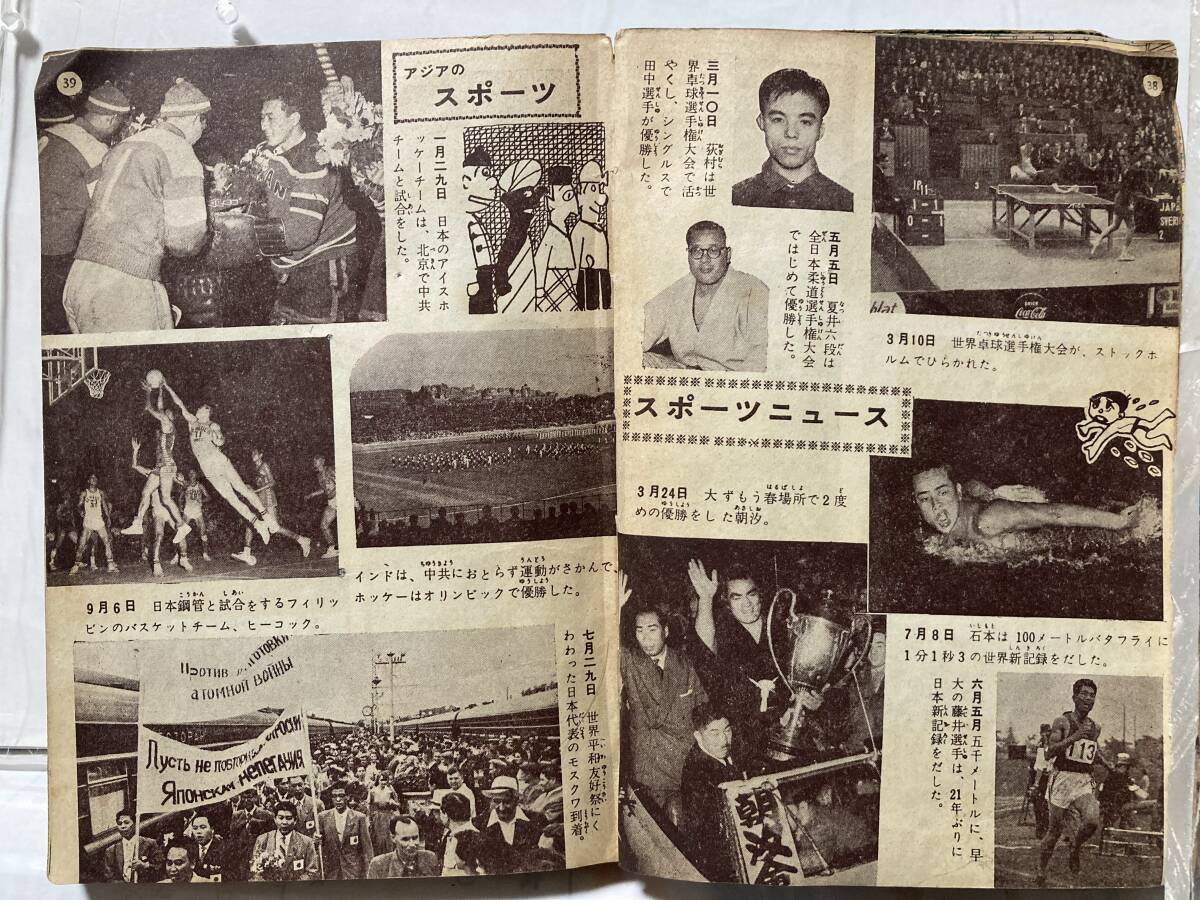 38
3月10日 世界卓球選手権大会が、ストックホ
ルムでひらかれた。
三月一〇日 荻村は世
界卓球選手権大会で活
やくし、シングルスで
田中選手が優勝した。
五月五日 夏井六段は
全日本柔道選手権大会
ではじめて優勝した。
スポーツニュース
3月24日 大ずもう春場所で2度
めの優勝をした朝汐。
7月8日 石本は100メートルバタフライに
1分1秒3の世界新記録をだした。
六月五月 五千メートルに、早
大の藤井選手は、21年ぶりに
日本新記録をだした。
JAPA
SVERI
2
DRINK
Coca-Cola
113
朝汐
39
アジアの
スポーツ
一月二九日 日本のアイスホ
ッケーチームは、北京で中共
チームと試合をした。
インドは、中共におとらず運動がさかんで、
ホッケーはオリンピックで優勝した。
9月6日 日本鋼管と試合をするフィリッ
ピンのバスケットチーム、ヒーコック。
七月二九日 世界平和友好祭にく
わわった日本代表のモスクワ到着。
атомной войны
Пусть не повтор
Японская